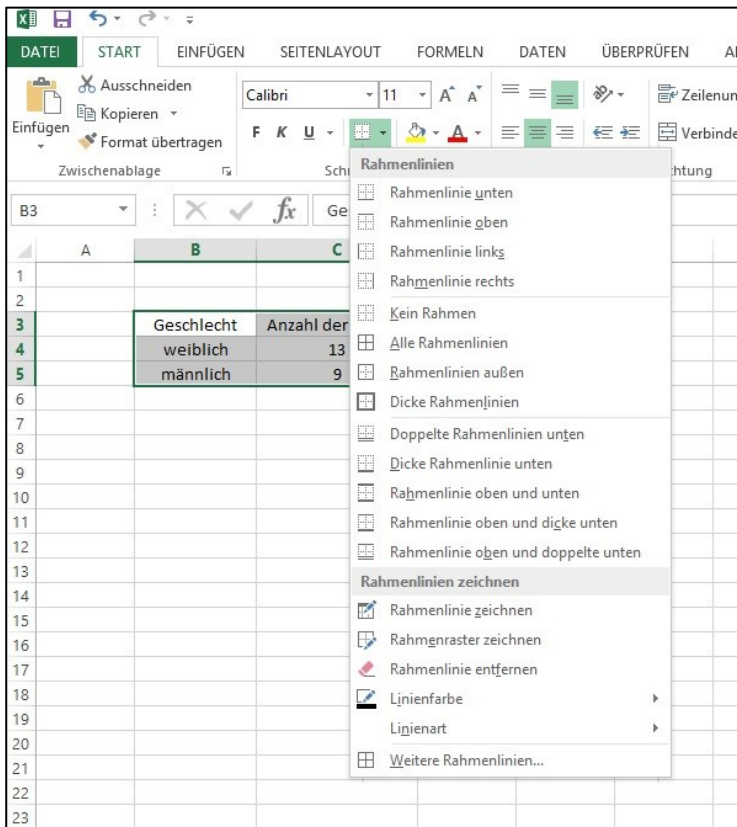 DATEI START EINFÜGEN SEITENLAYOUT FORMELN DATEN ÜBERPRÜFEN
Ausschneiden
Kopieren
Format übertragen
Einfügen
Zwischenablage
Calibri 11 A A
F K U A
Zeilenun
Verbinde
Rahmenlinien
Rahmenlinie unten
Rahmenlinie oben
Rahmenlinie links
Rahmenlinie rechts
Kein Rahmen
Alle Rahmenlinien
Rahmenlinien außen
Dicke Rahmenlinien
Doppelte Rahmenlinien unten
Dicke Rahmenlinie unten
Rahmenlinie oben und unten
Rahmenlinie oben und dicke unten
Rahmenlinie oben und doppelte unten
Rahmenlinien zeichnen
Rahmenlinie zeichnen
Rahmenraster zeichnen
Rahmenlinie entfernen
Linienfarbe
Linienart
Weitere Rahmenlinien...
B3 fx Ge
A B C
1
2
3 Geschlecht Anzahl der
4 weiblich 13
5 männlich 9
6
7
8
9
10
11
12
13
14
15
16
17
18
19
20
21
22
23